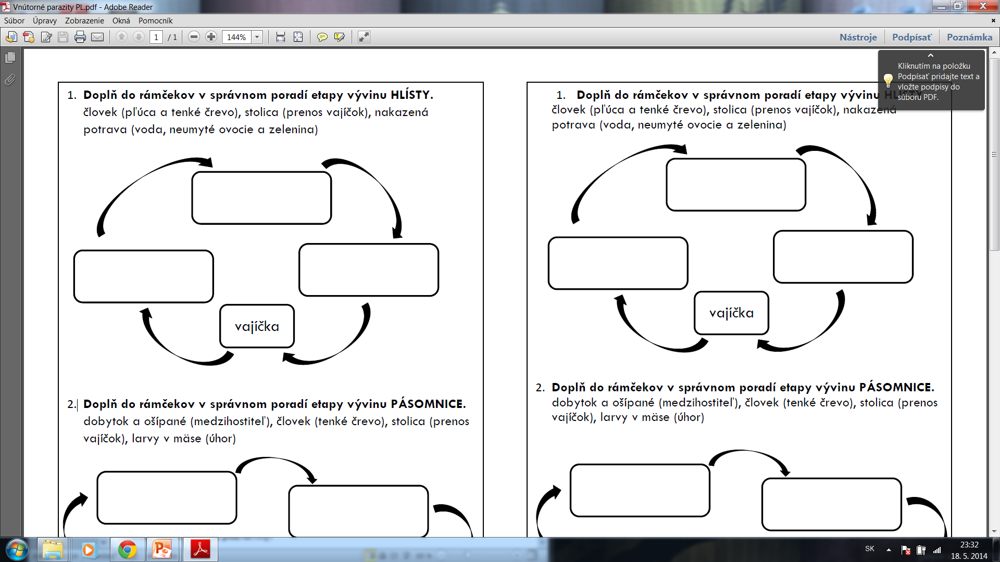 Vnútorné parazity PL.pdf - Adobe Reader
Súbor Úpravy Zobrazenie Okná Pomocník
1 / 1 144% Nástroje Podpísať Poznámka
Kliknutím na položku
Podpísať pridajte text a
vložte podpisy do
súboru PDF.
1. Doplň do rámčekov v správnom poradí etapy vývinu HLÍSTY.
človek (pľúca a tenké črevo), stolica (prenos vajíčok), nakazená
potrava (voda, neumyté ovocie a zelenina)
vajíčka
2. Doplň do rámčekov v správnom poradí etapy vývinu PÁSOMNICE.
dobytok a ošípané (medzihostiteľ), človek (tenké črevo), stolica (prenos
vajíčok), larvy v mäse (úhor)
1. Doplň do rámčekov v správnom poradí etapy vývinu HLÍSTY.
človek (pľúca a tenké črevo), stolica (prenos vajíčok), nakazená
potrava (voda, neumyté ovocie a zelenina)
vajíčka
2. Doplň do rámčekov v správnom poradí etapy vývinu PÁSOMNICE.
dobytok a ošípané (medzihostiteľ), človek (tenké črevo), stolica (prenos
vajíčok), larvy v mäse (úhor)
SK
23:32
18. 5. 2014